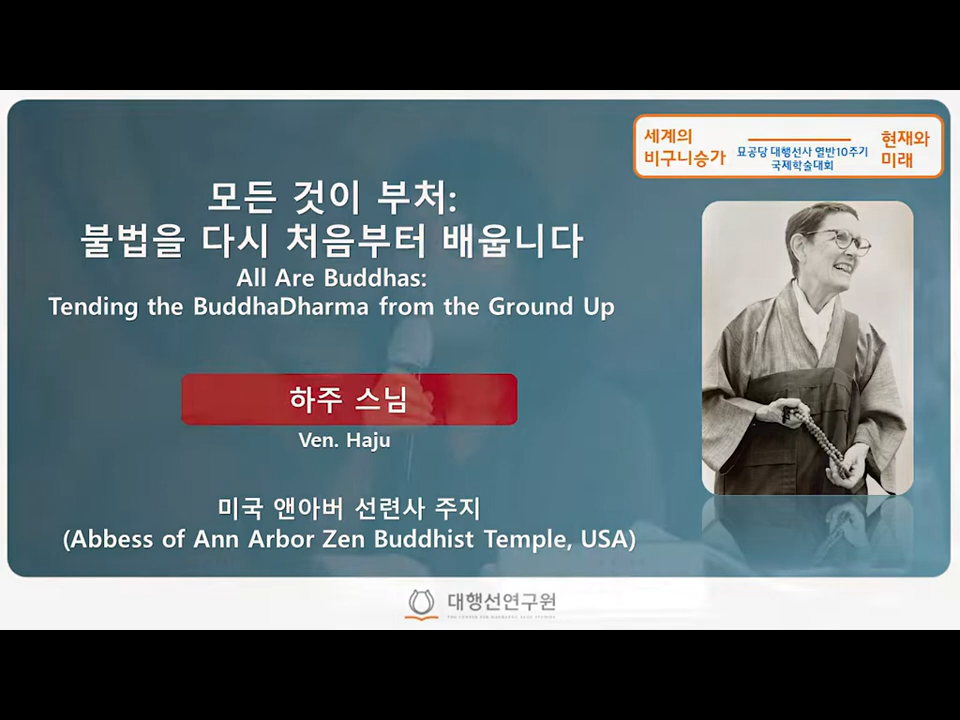 세계의
비구니승가
묘공당 대행선사 열반10주기
국제학술대회
현재와
미래
모든 것이 부처:
불법을 다시 처음부터 배웁니다
All Are Buddhas:
Tending the BuddhaDharma from the Ground Up
하주 스님
Ven. Haju
미국 앤아버 선련사 주지
(Abbess of Ann Arbor Zen Buddhist Temple, USA)
대행선연구원